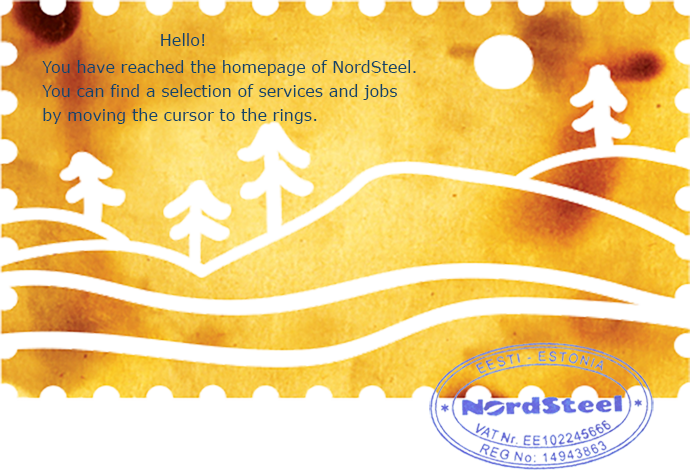 Hello!
You have reached the homepage of NordSteel.
You can find a selection of services and jobs
by moving the cursor to the rings.
EESTI - ESTONIA
* NordSteel *
VAT Nr. EE102245666
REG No: 14943863